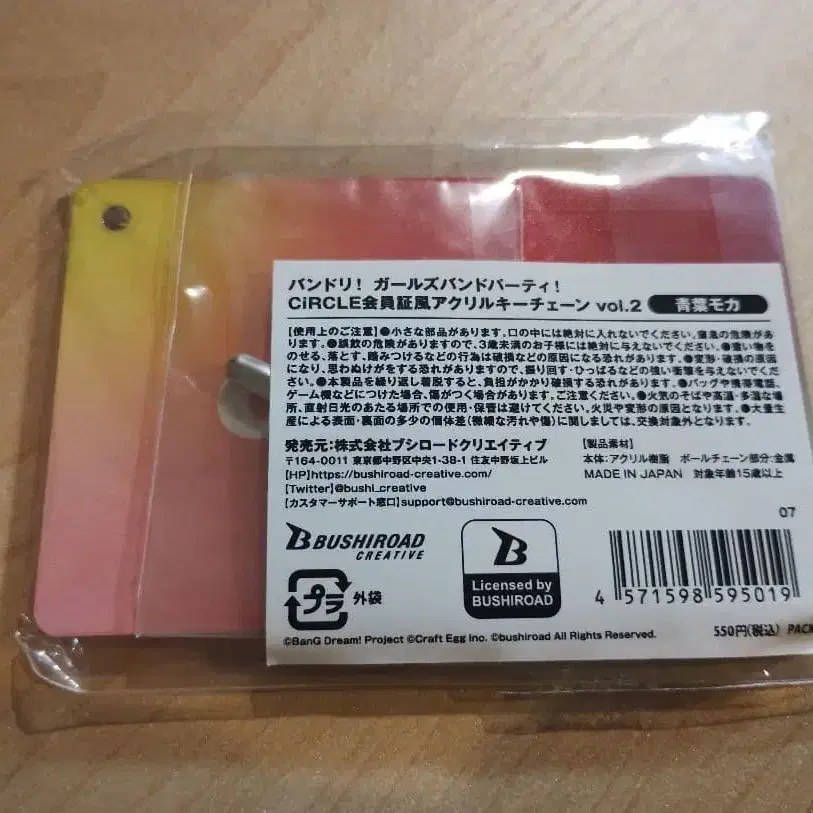 バンドリ! ガールズバンドパーティ!
CiRCLE会員証風アクリルキーチェーン vol.2 青葉モカ
【使用上のご注意】●小さな部品があります。口の中には絶対に入れないでください。窒息の危険があ
ります。●誤飲の危険がありますので、3歳未満のお子様には絶対に与えないでください。●重い物を
のせる、落とす、踏みつけるなどの行為は破損などの原因になる恐れがあります。●変形・破損の原因
になり、思わぬけがをする恐れがありますので、振り回す・ひっぱるなどの強い衝撃を与えないでくだ
さい。●本製品を繰り返し着脱すると、負担がかかり破損する恐れがあります。●バッグや携帯電話、
ゲーム機などにつけた場合、傷がつく場合があります。ご注意ください。●火気のそばや高温・多湿な場
所、直射日光のあたる場所での使用・保管は避けてください。火災や変形の原因となります。●大量生
産による表面・裏面の多少の個体差(微細な汚れや傷)に関しましては、交換対象外となります。
発売元:株式会社ブシロードクリエイティブ
〒164-0011 東京都中野区中央1-38-1 住友中野坂上ビル
[HP]https://bushiroad-creative.com/
[Twitter]@bushi_creative
【カスタマーサポート窓口】support@bushiroad-creative.com
【製品素材】
本体:アクリル樹脂 ボールチェーン部分:金属
MADE IN JAPAN 対象年齢15歳以上
07
BUSHIROAD
CREATIVE
プラ 外袋
B
Licensed by
BUSHIROAD
4 571598 595019
550円(税込) PACK
©BanG Dream! Project ©Craft Egg Inc. ©bushiroad All Rights Reserved.